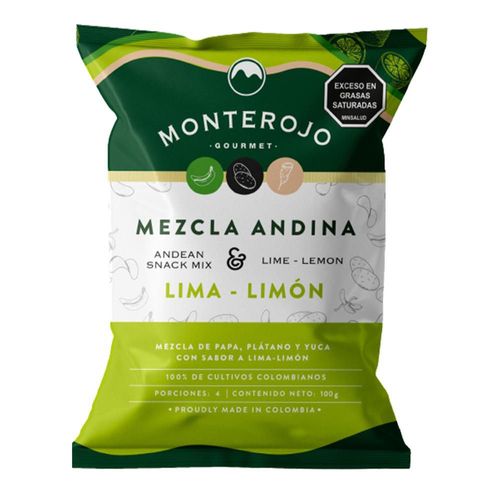 EXCESO EN
GRASAS
SATURADAS
MINSALUD
MONTEROJO
· GOURMET ·
MEZCLA ANDINA
ANDEAN
SNACK MIX
&
LIME - LEMON
LIMA - LIMÓN
MEZCLA DE PAPA, PLÁTANO Y YUCA
CON SABOR A LIMA-LIMÓN
100% DE CULTIVOS COLOMBIANOS
PORCIONES: 4 | CONTENIDO NETO: 100g
• PROUDLY MADE IN COLOMBIA •